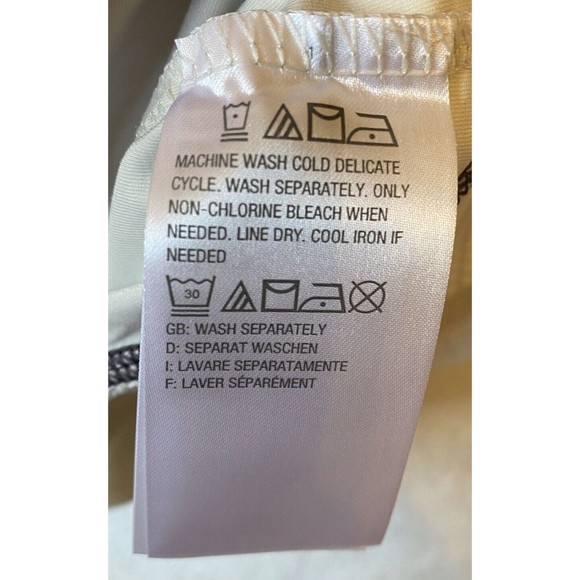 MACHINE WASH COLD DELICATE
CYCLE. WASH SEPARATELY. ONLY
NON-CHLORINE BLEACH WHEN
NEEDED. LINE DRY. COOL IRON IF
NEEDED
30
GB: WASH SEPARATELY
D: SEPARAT WASCHEN
I: LAVARE SEPARATAMENTE
F: LAVER SÉPARÉMENT